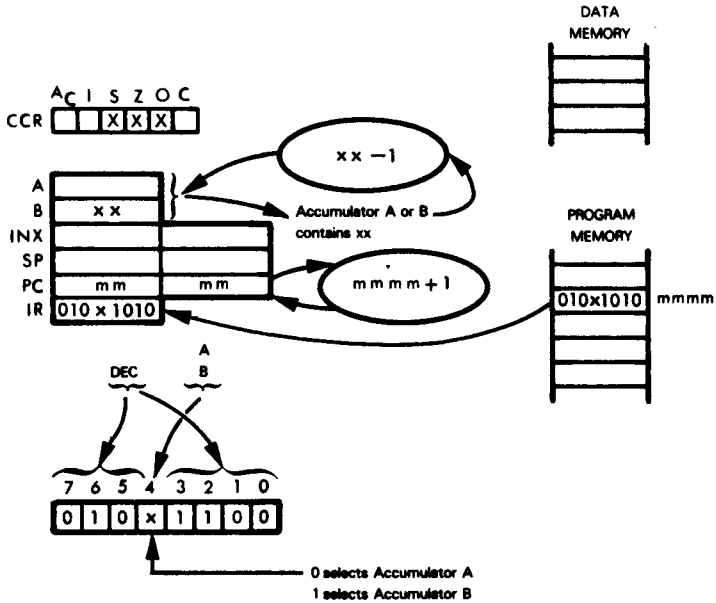 DATA
MEMORY
AC I S Z O C
CCR X X X
xx −1
A
B xx
Accumulator A or B
contains xx
INX
SP
PC mm mm
mmmm + 1
IR 010 x 1010
PROGRAM
MEMORY
010x1010 mmmm
A
DEC B
7 6 5 4 3 2 1 0
0 1 0 x 1 1 0 0
0 selects Accumulator A
1 selects Accumulator B